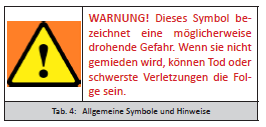 WARNUNG! Dieses Symbol be-
zeichnet eine möglicherweise
drohende Gefahr. Wenn sie nicht
gemieden wird, können Tod oder
schwerste Verletzungen die Fol-
ge sein.
Tab. 4: Allgemeine Symbole und Hinweise